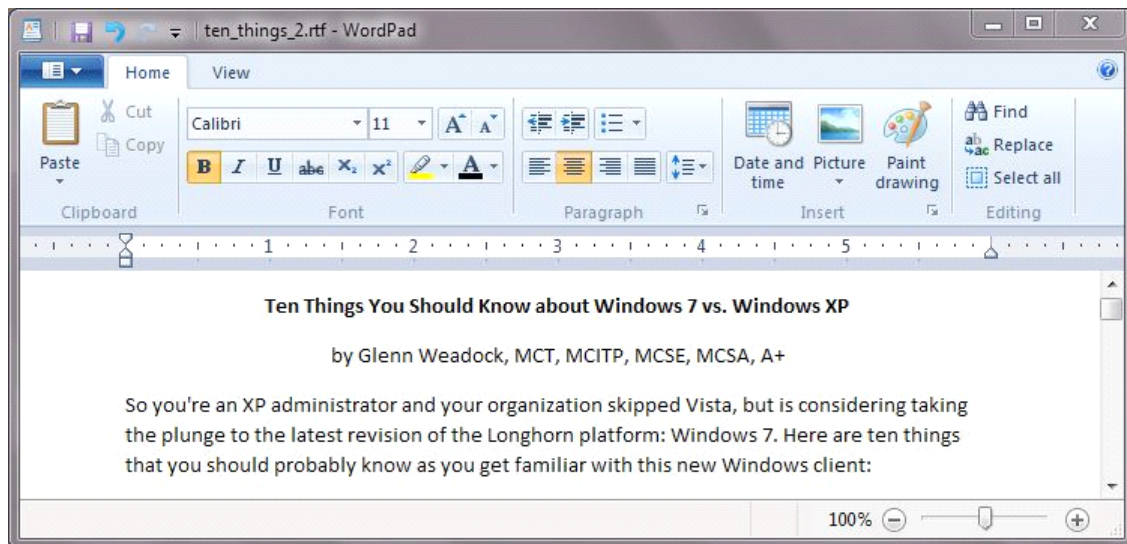 ten_things_2.rtf - WordPad
Home View
Cut
Copy
Paste
Clipboard
Calibri 11 A A
B I U abc X₂ X² A
Font
Paragraph
Date and time Picture Paint drawing
Insert
Find
ab ac Replace
Select all
Editing
1 2 3 4 5
Ten Things You Should Know about Windows 7 vs. Windows XP
by Glenn Weadock, MCT, MCITP, MCSE, MCSA, A+
So you're an XP administrator and your organization skipped Vista, but is considering taking
the plunge to the latest revision of the Longhorn platform: Windows 7. Here are ten things
that you should probably know as you get familiar with this new Windows client:
100%